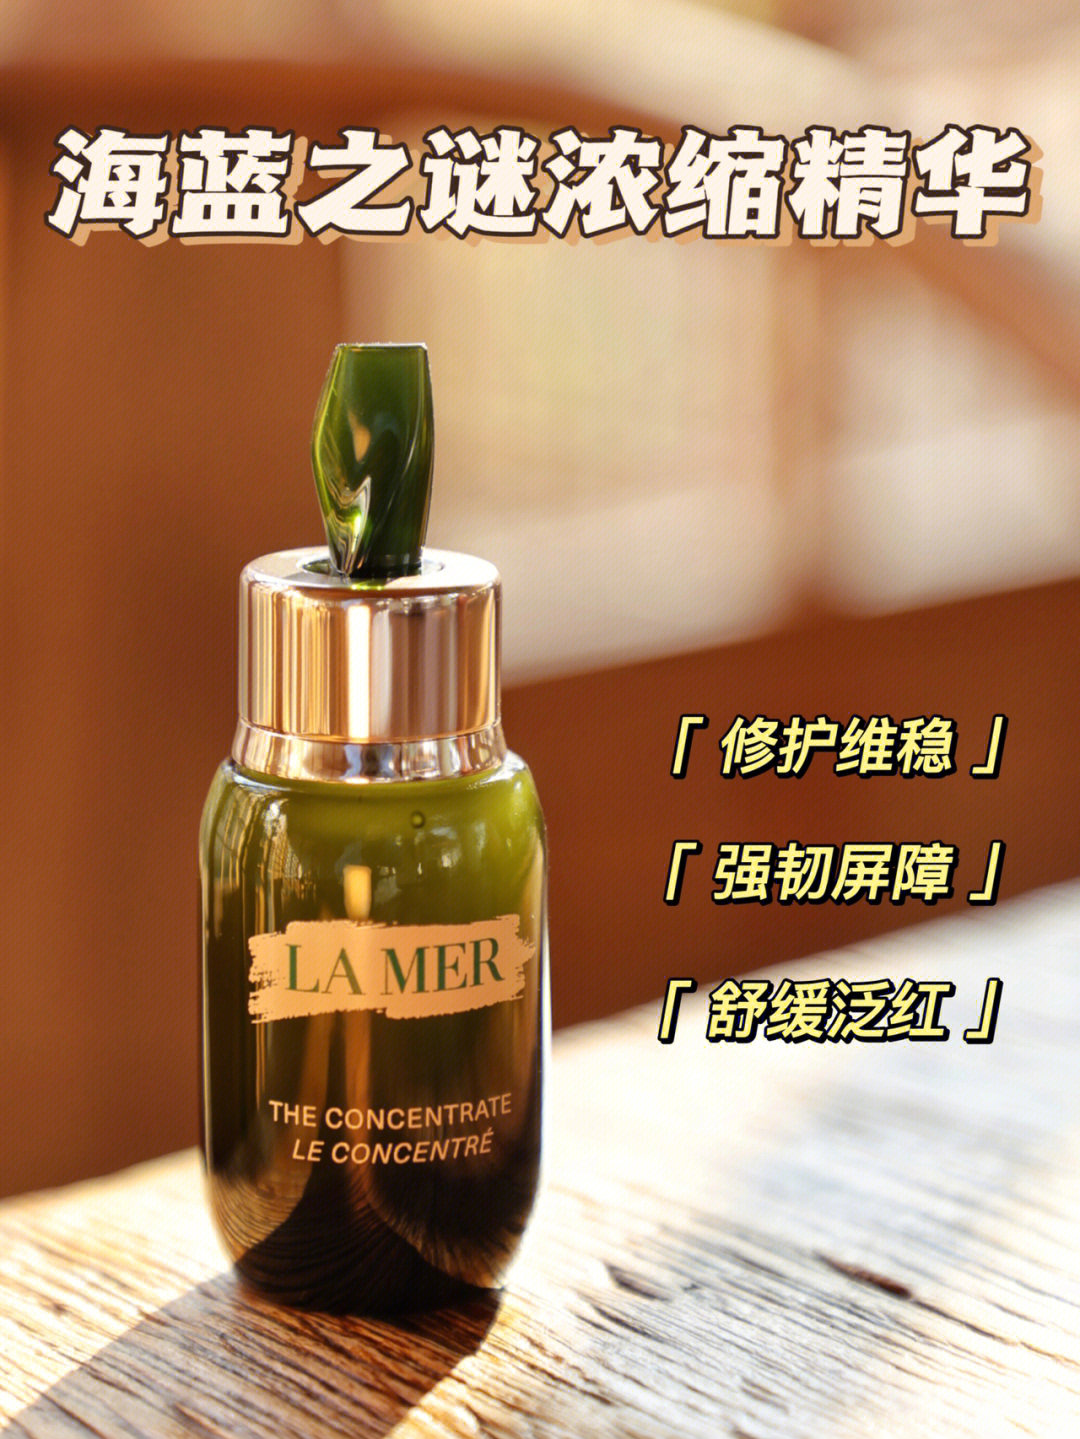 海蓝之谜浓缩精华
「 修护维稳 」
「 强韧屏障 」
「 舒缓泛红 」
LA MER
THE CONCENTRATE
LE CONCENTRÉ